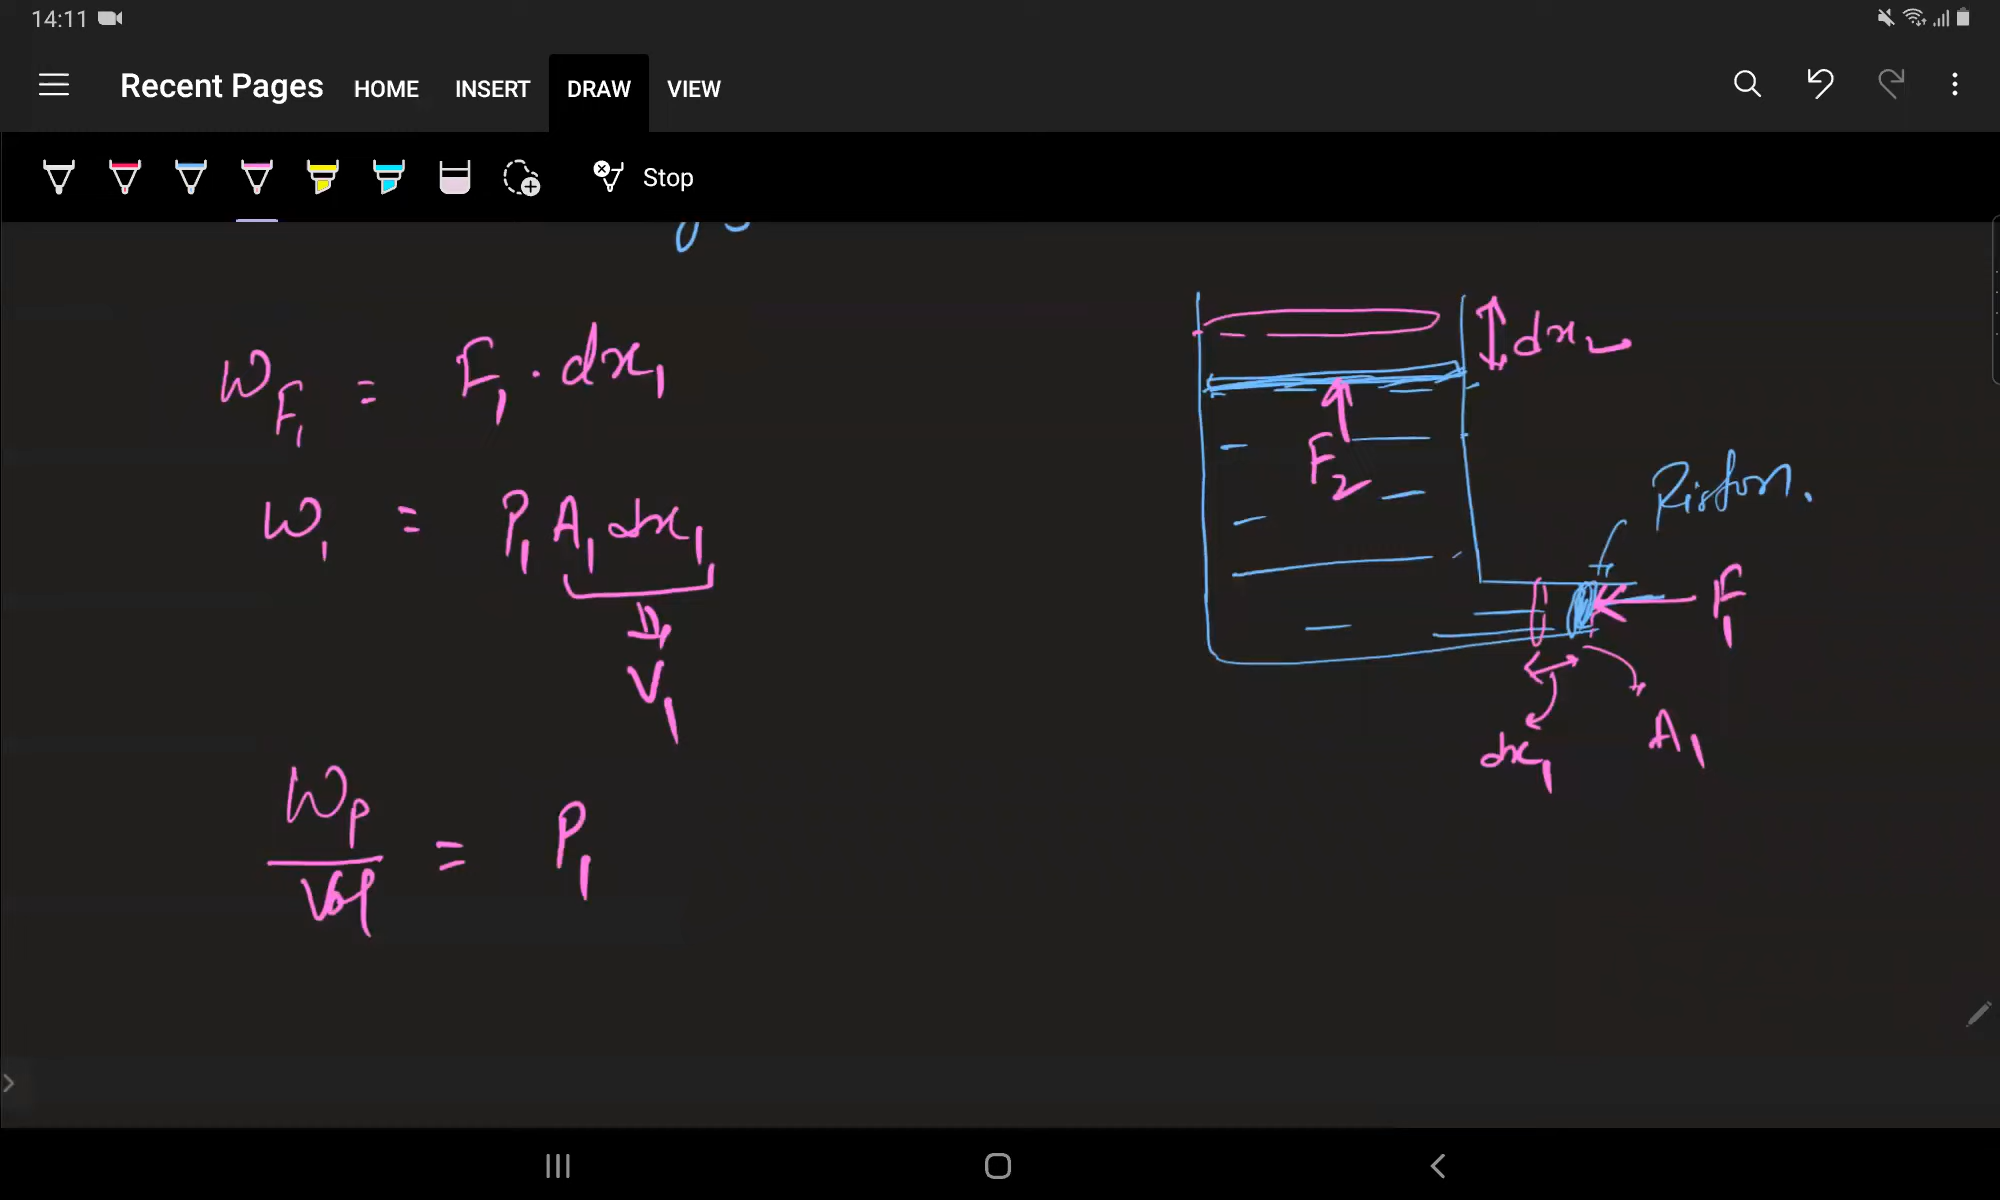 14:11
Recent Pages HOME INSERT DRAW VIEW
Stop
W_F₁ = F₁ · dx₁
dx₂
F₂
W₁ = P₁ A₁ dx₁
Piston.
F₁
V₁
dx₁
A₁
W_P / Vol = P₁